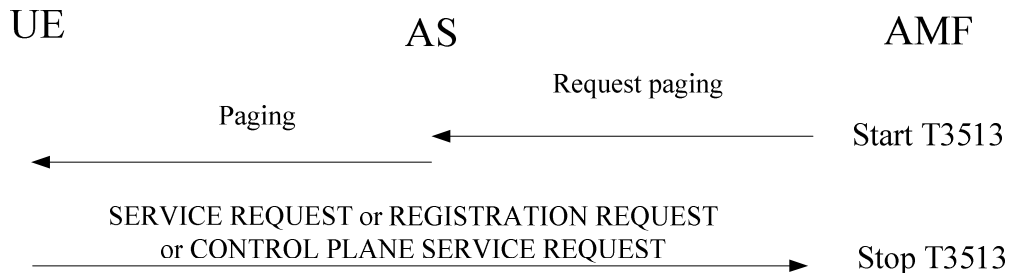 UE
AS
AMF
Request paging
Paging
Start T3513
SERVICE REQUEST or REGISTRATION REQUEST
or CONTROL PLANE SERVICE REQUEST
Stop T3513